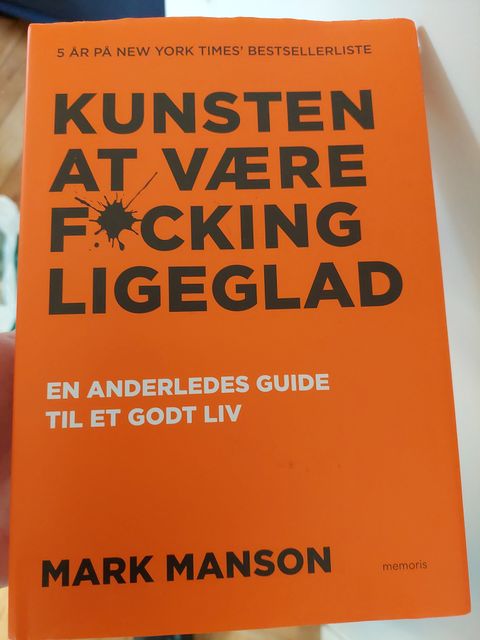 5 ÅR PÅ NEW YORK TIMES' BESTSELLERLISTE
KUNSTEN
AT VÆRE
F*CKING
LIGEGLAD
EN ANDERLEDES GUIDE
TIL ET GODT LIV
MARK MANSON
memoris